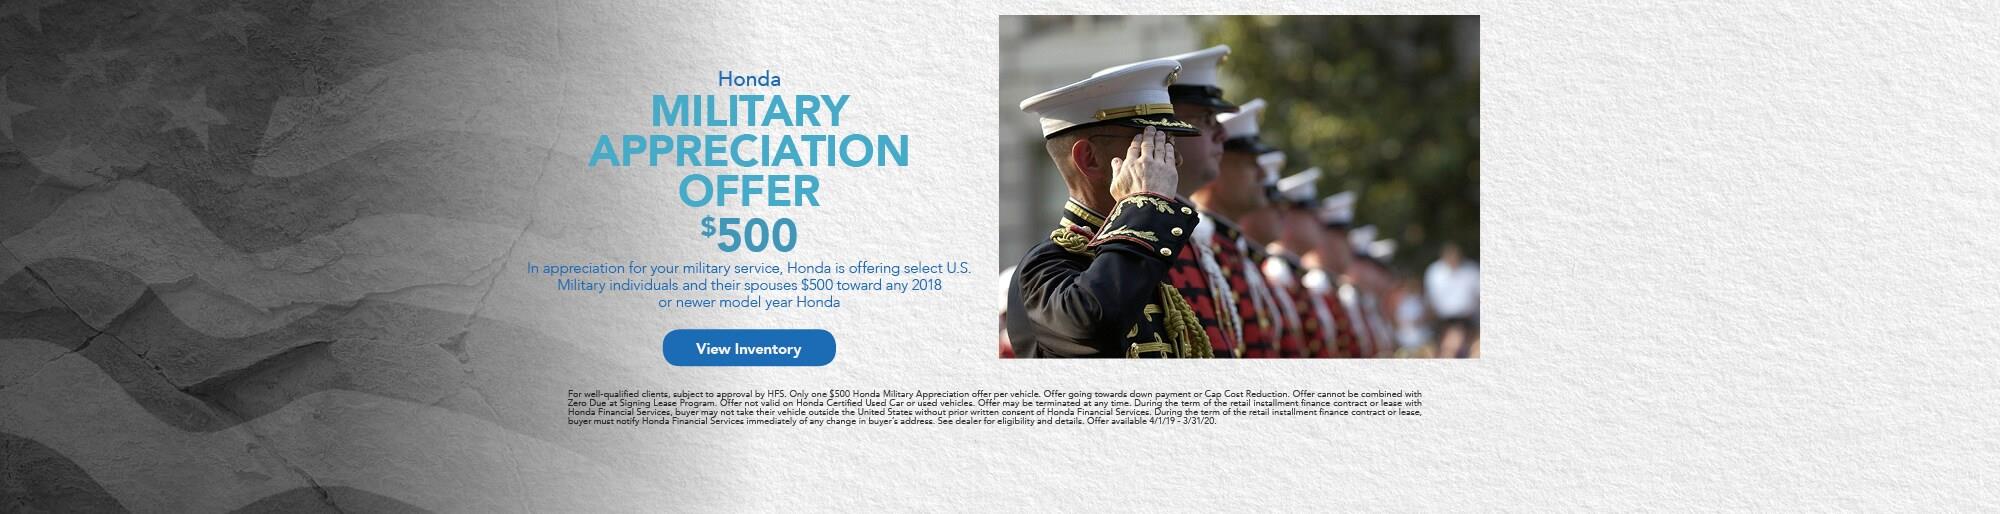 Honda
MILITARY
APPRECIATION
OFFER
$500
In appreciation for your military service, Honda is offering select U.S.
Military individuals and their spouses $500 toward any 2018
or newer model year Honda
View Inventory
For well-qualified clients, subject to approval by HFS. Only one $500 Honda Military Appreciation offer per vehicle. Offer going towards down payment or Cap Cost Reduction. Offer cannot be combined with
Zero Due at Signing Lease Program. Offer not valid on Honda Certified Used Car or used vehicles. Offer may be terminated at any time. During the term of the retail installment finance contract or lease with
Honda Financial Services, buyer may not take their vehicle outside the United States without prior written consent of Honda Financial Services. During the term of the retail installment finance contract or lease,
buyer must notify Honda Financial Services immediately of any change in buyer's address. See dealer for eligibility and details. Offer available 4/1/19 - 3/31/20.